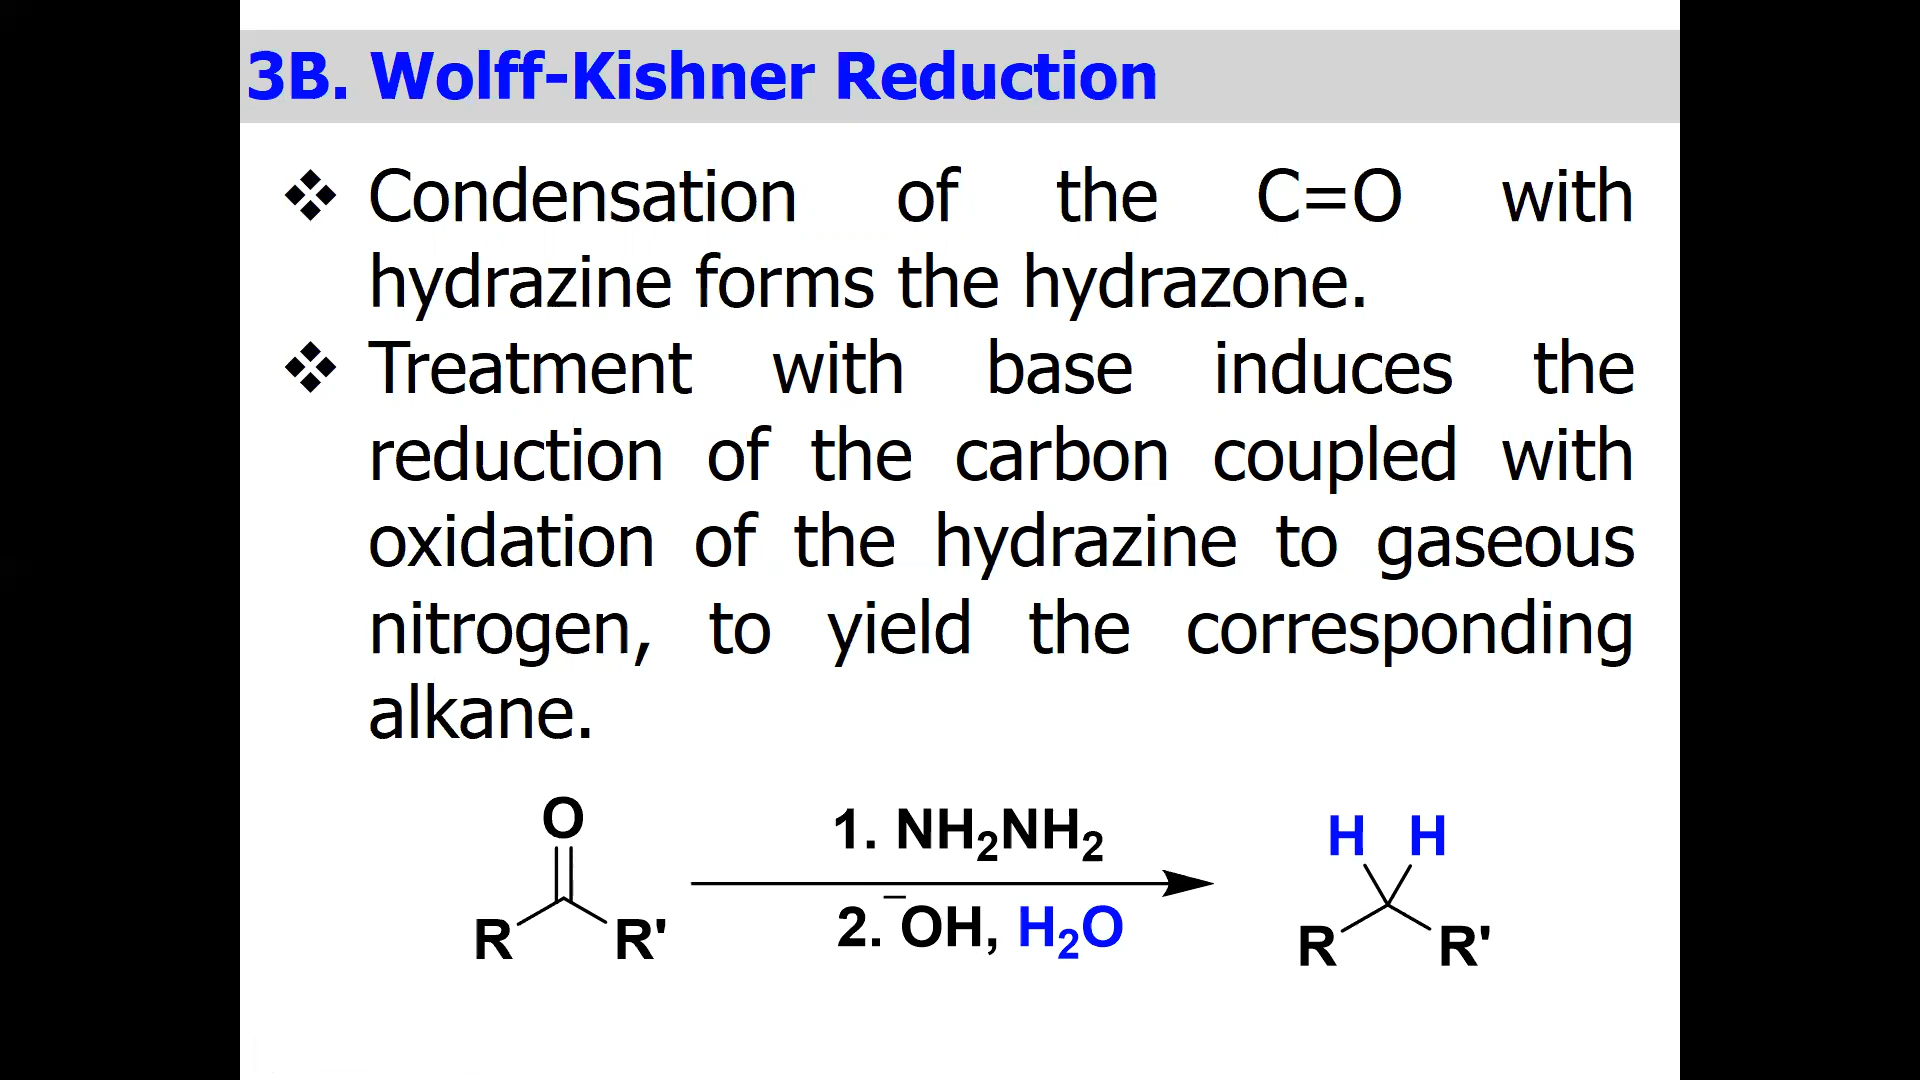 3B. Wolff-Kishner Reduction
❖ Condensation of the C=O with
hydrazine forms the hydrazone.
❖ Treatment with base induces the
reduction of the carbon coupled with
oxidation of the hydrazine to gaseous
nitrogen, to yield the corresponding
alkane.
O
R R'
1. NH₂NH₂
2. ⁻OH, H₂O
H H
R R'